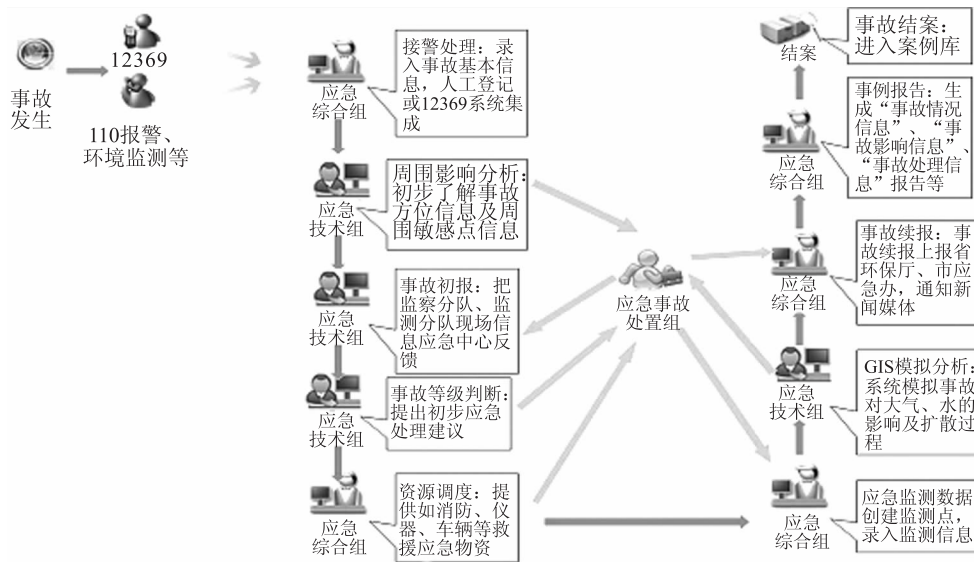 事故
发生
12369
110报警、
环境监测等
应急
综合组
接警处理：录
入事故基本信
息，人工登记
或12369系统集
成
应急
技术组
周围影响分析：
初步了解事故
方位信息及周
围敏感点信息
应急
技术组
事故初报：把
监察分队、监
测分队现场信
息应急中心反
馈
应急
技术组
事故等级判断：
提出初步应急
处理建议
应急
综合组
资源调度：提
供如消防、仪
器、车辆等救
援应急物资
应急事故
处置组
应急
综合组
应急监测数据
创建监测点，
录入监测信息
应急
技术组
GIS模拟分析：
系统模拟事故
对大气、水的
影响及扩散过
程
应急
综合组
事故续报：事
故续报上报省
环保厅、市应
急办，通知新
闻媒体
应急
综合组
事例报告：生
成“事故情况
信息”、“事
故影响信息”、
“事故处理信
息”报告等
结案
事故结案：
进入案例库